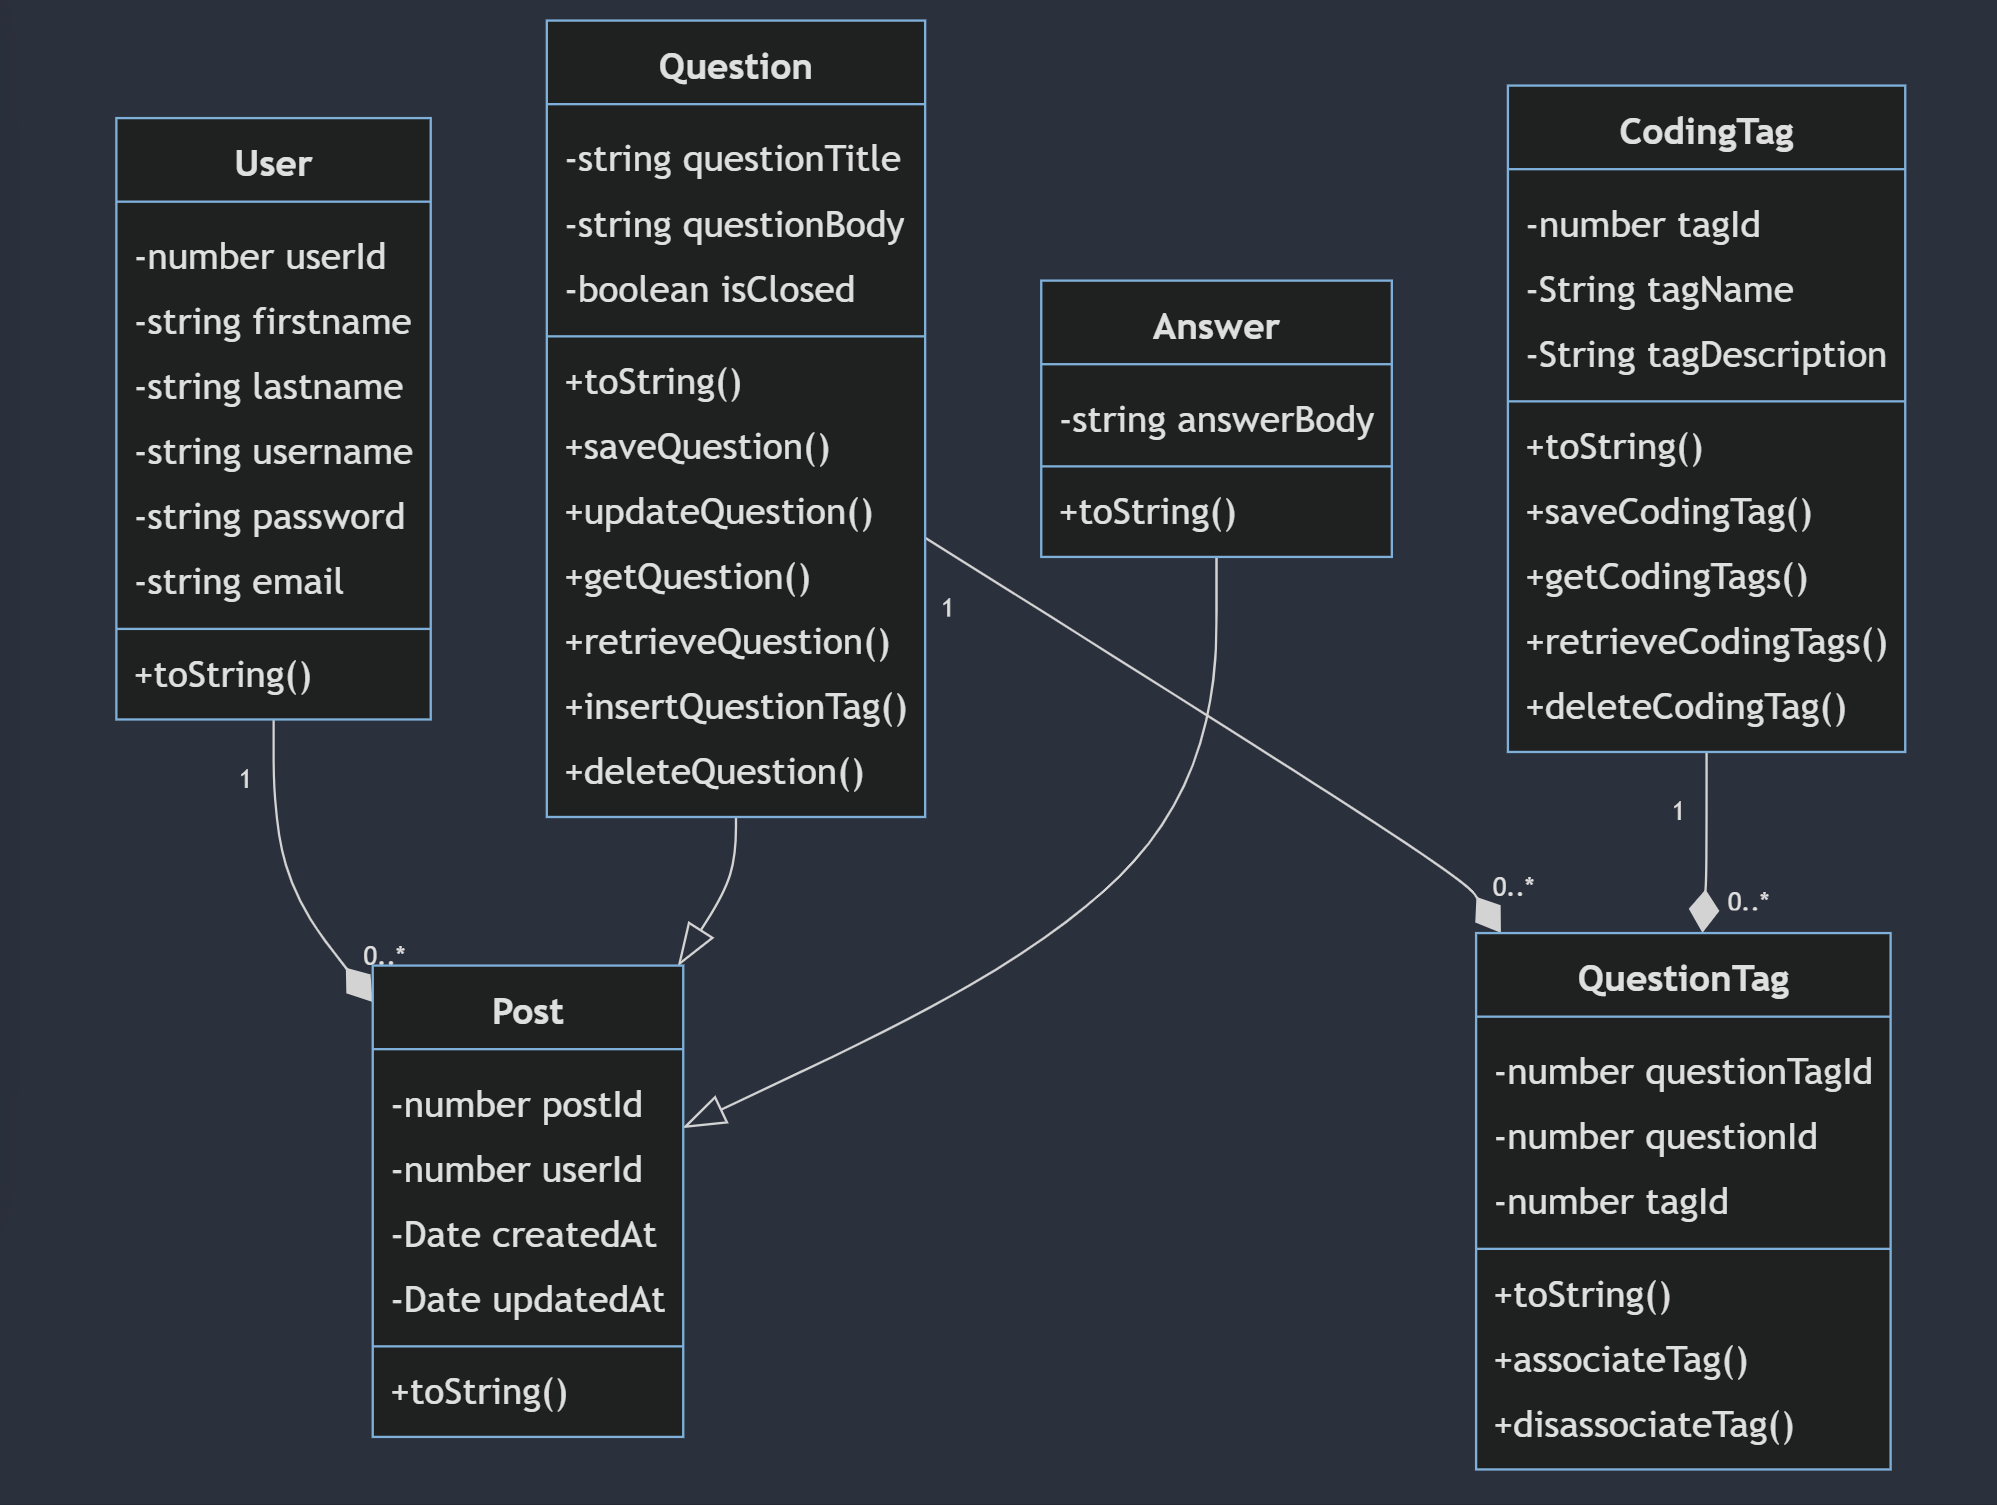 User
-number userId
-string firstname
-string lastname
-string username
-string password
-string email
+toString()
Question
-string questionTitle
-string questionBody
-boolean isClosed
+toString()
+saveQuestion()
+updateQuestion()
+getQuestion()
+retrieveQuestion()
+insertQuestionTag()
+deleteQuestion()
Answer
-string answerBody
+toString()
CodingTag
-number tagId
-String tagName
-String tagDescription
+toString()
+saveCodingTag()
+getCodingTags()
+retrieveCodingTags()
+deleteCodingTag()
1
1
1
0..*
0..*
0..*
Post
-number postId
-number userId
-Date createdAt
-Date updatedAt
+toString()
QuestionTag
-number questionTagId
-number questionId
-number tagId
+toString()
+associateTag()
+disassociateTag()